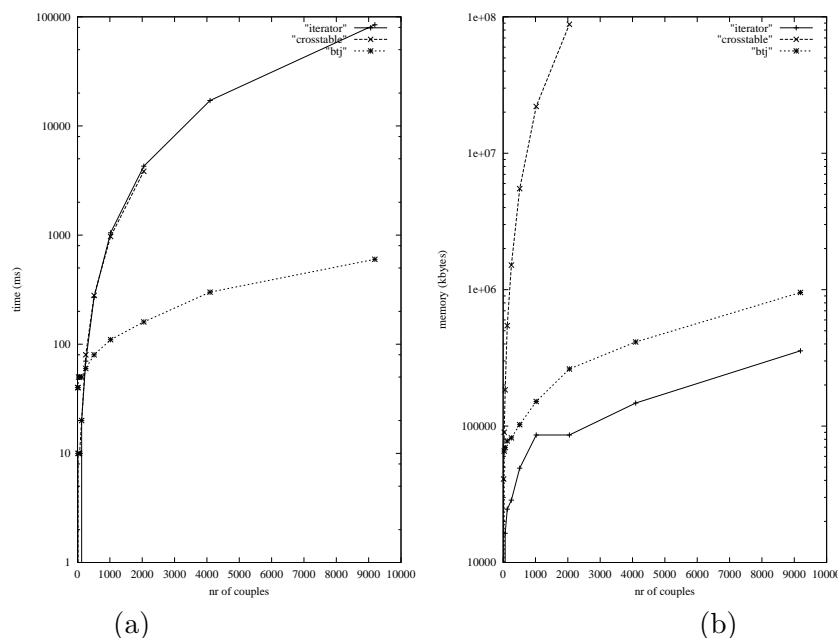 100000
10000
1000
100
10
1
time (ms)
0 1000 2000 3000 4000 5000 6000 7000 8000 9000 10000
nr of couples
"iterator"
"crosstable"
"btj"
(a)
1e+08
1e+07
1e+06
100000
10000
memory (kbytes)
0 1000 2000 3000 4000 5000 6000 7000 8000 9000 10000
nr of couples
"iterator"
"crosstable"
"btj"
(b)